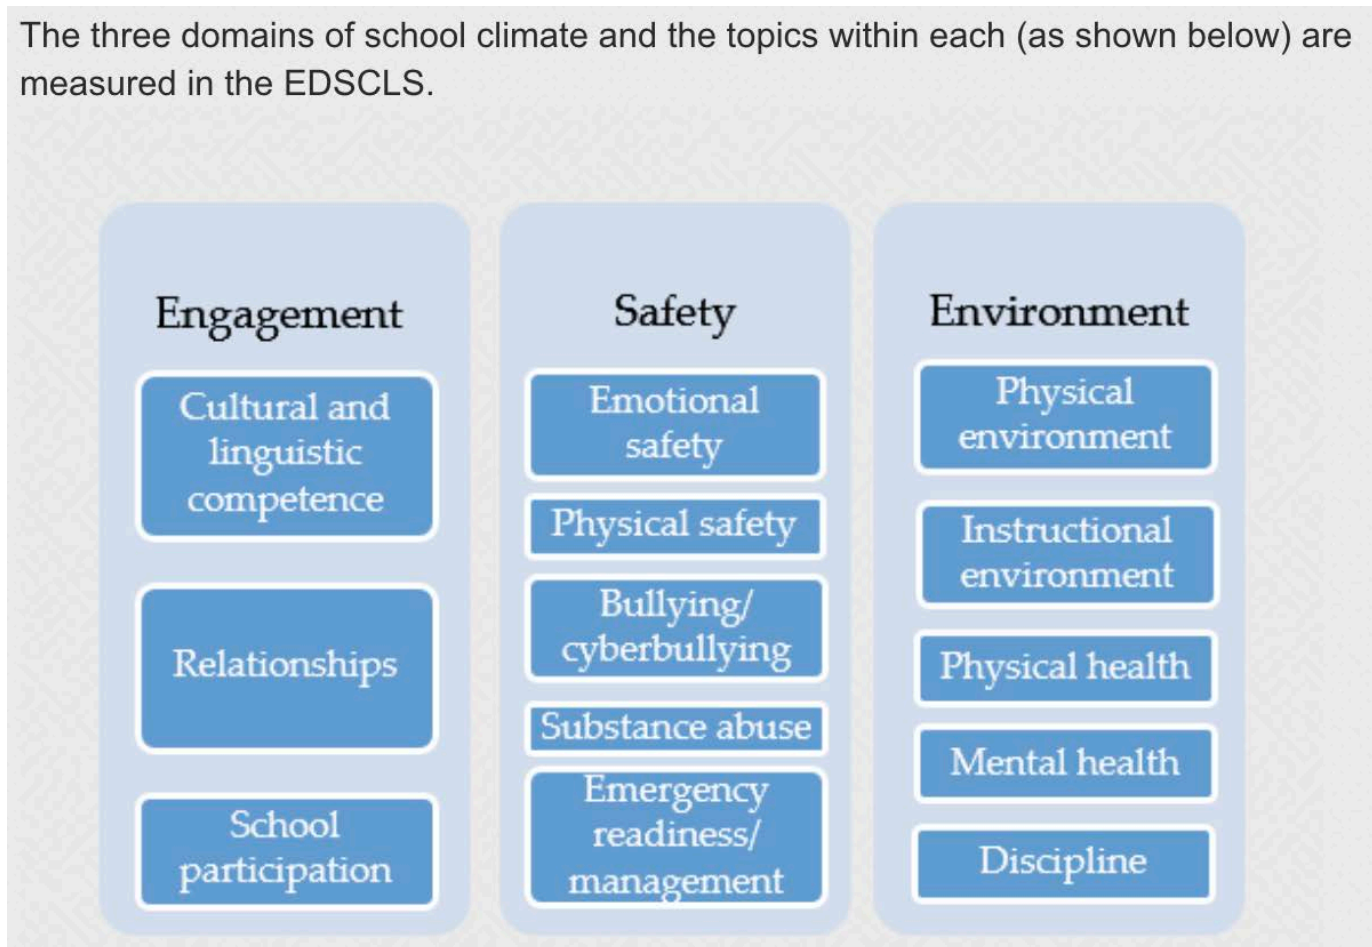 The three domains of school climate and the topics within each (as shown below) are
measured in the EDSCLS.
Engagement
Cultural and
linguistic
competence
Relationships
School
participation
Safety
Emotional
safety
Physical safety
Bullying/
cyberbullying
Substance abuse
Emergency
readiness/
management
Environment
Physical
environment
Instructional
environment
Physical health
Mental health
Discipline